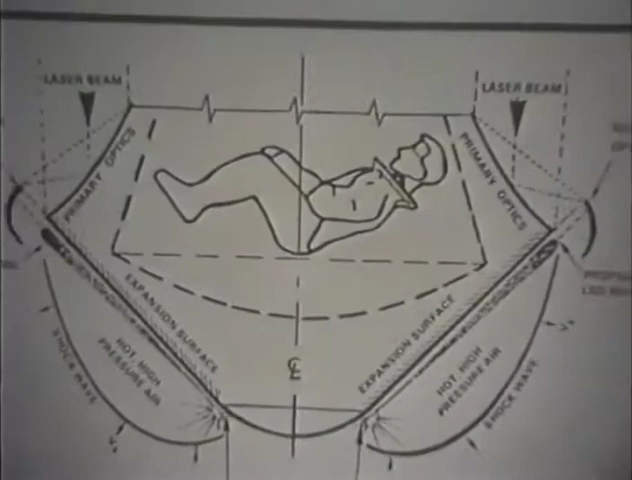 LASER BEAM
LASER BEAM
PRIMARY OPTICS
PRIMARY OPTICS
EXPANSION SURFACE
EXPANSION SURFACE
HOT, HIGH
PRESSURE AIR
HOT, HIGH
PRESSURE AIR
SHOCK WAVE
SHOCK WAVE
℄